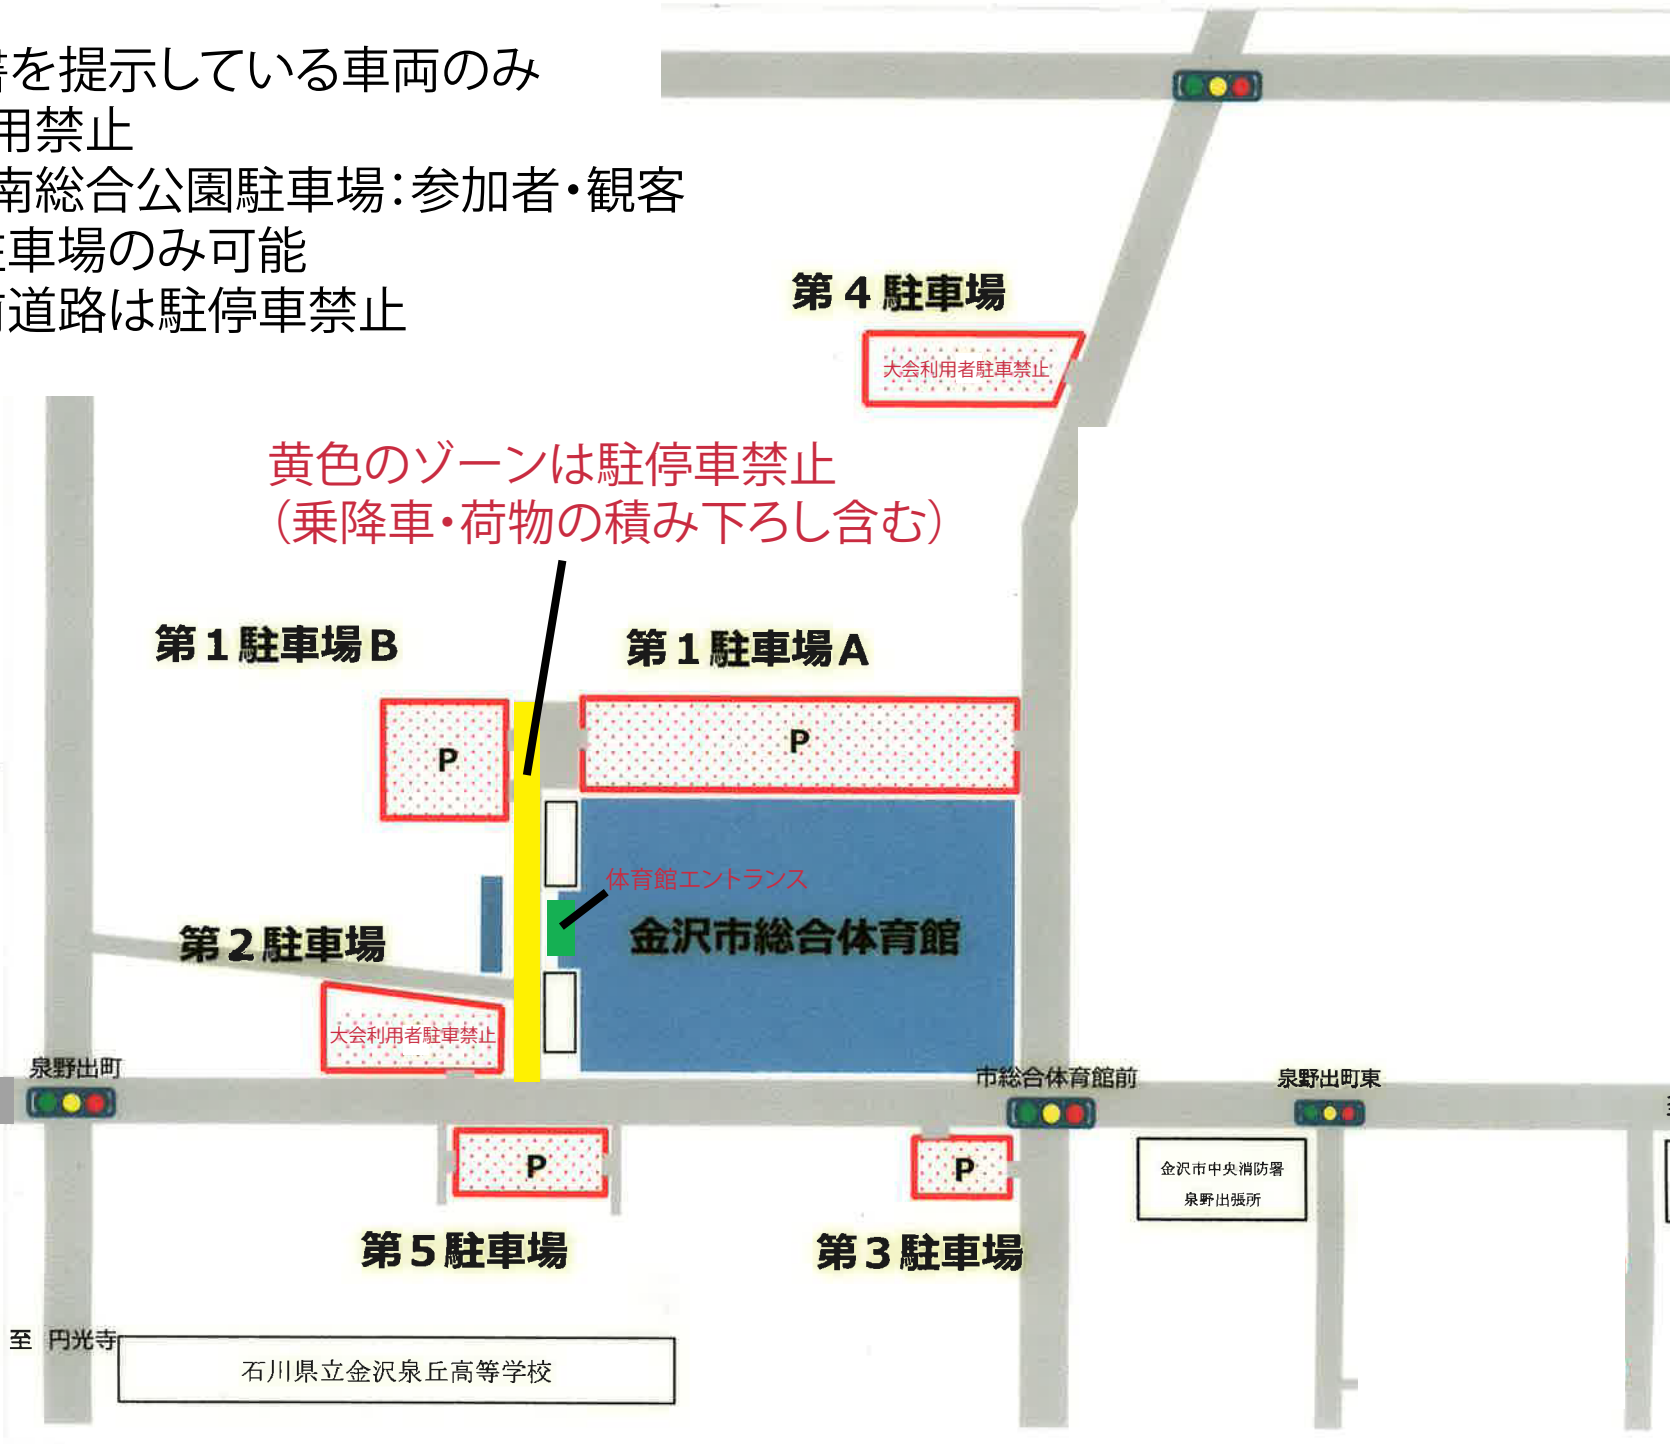 を提示している車両のみ
用禁止
南総合公園駐車場：参加者・観客
車場のみ可能
道路は駐停車禁止
第４駐車場
大会利用者駐車禁止
黄色のゾーンは駐停車禁止
（乗降車・荷物の積み下ろし含む）
第１駐車場B
第１駐車場A
P
P
体育館エントランス
金沢市総合体育館
第２駐車場
大会利用者駐車禁止
泉野出町
市総合体育館前
泉野出町東
P
P
金沢市中央消防署
泉野出張所
第５駐車場
第３駐車場
至 円光寺
石川県立金沢泉丘高等学校